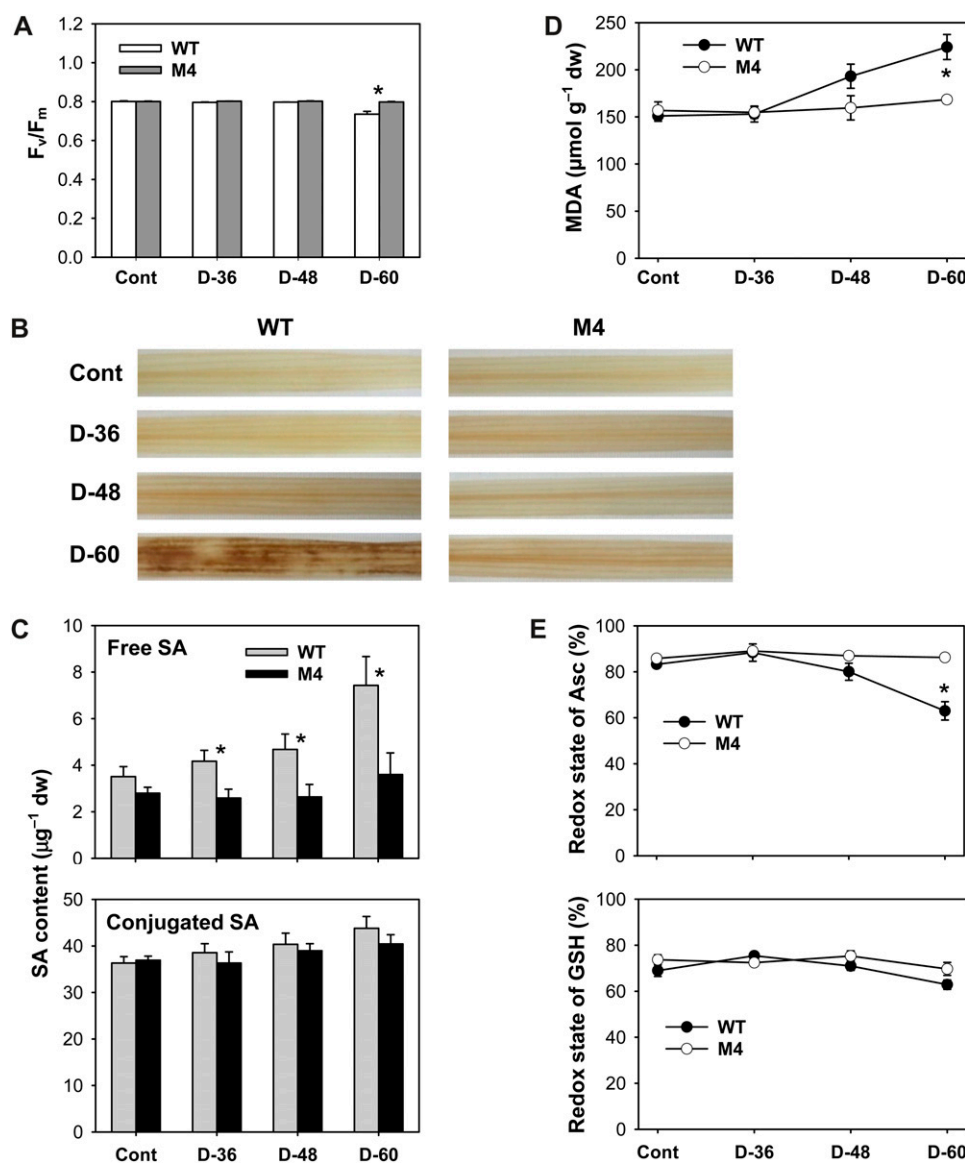 A
1.2
1.0
0.8
0.6
0.4
0.2
0.0
Fv/Fm
WT
M4
*
Cont D-36 D-48 D-60
B
WT M4
Cont
D-36
D-48
D-60
C
10
8
6
4
2
0
Free SA
WT
M4
* * *
SA content (μg⁻¹ dw)
50
40
30
20
10
0
Conjugated SA
Cont D-36 D-48 D-60
D
250
200
150
100
50
0
MDA (μmol g⁻¹ dw)
WT
M4
*
Cont D-36 D-48 D-60
E
100
80
60
40
20
0
Redox state of Asc (%)
WT
M4
*
100
80
60
40
20
0
Redox state of GSH (%)
WT
M4
Cont D-36 D-48 D-60